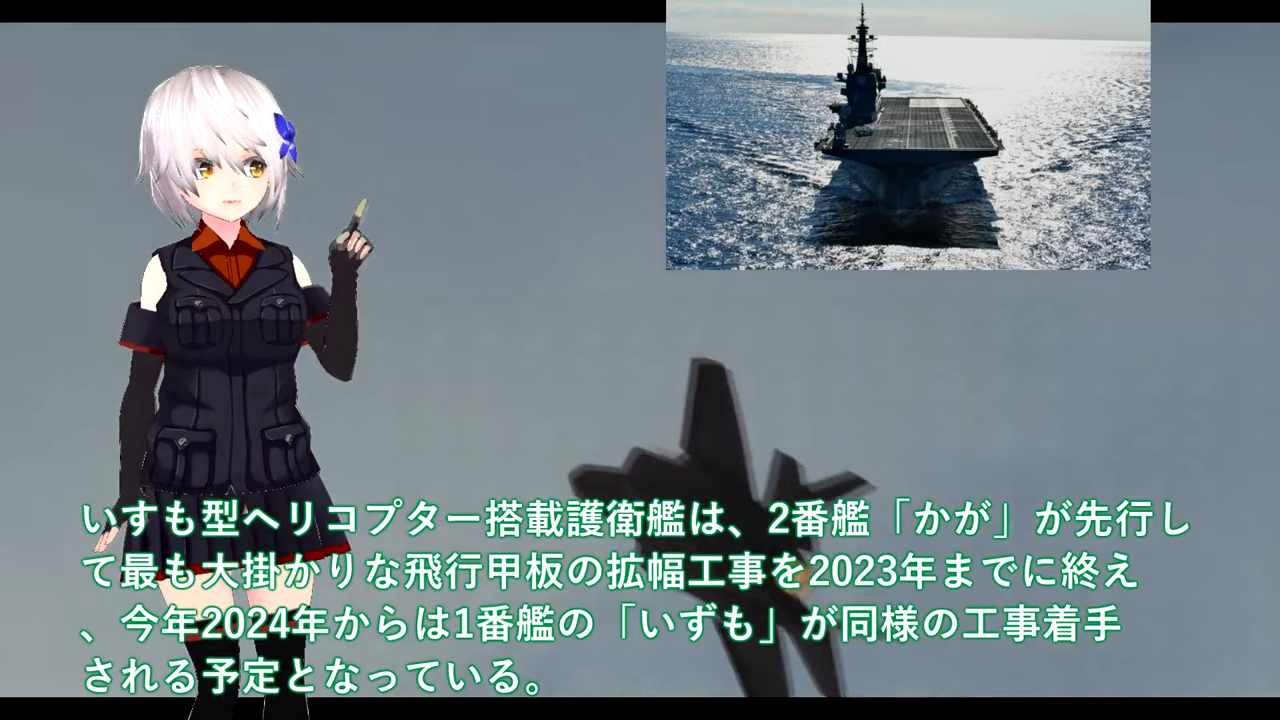 いすも型ヘリコプター搭載護衛艦は、2番艦「かが」が先行し
て最も大掛かりな飛行甲板の拡幅工事を2023年までに終え
、今年2024年からは1番艦の「いずも」が同様の工事着手
される予定となっている。